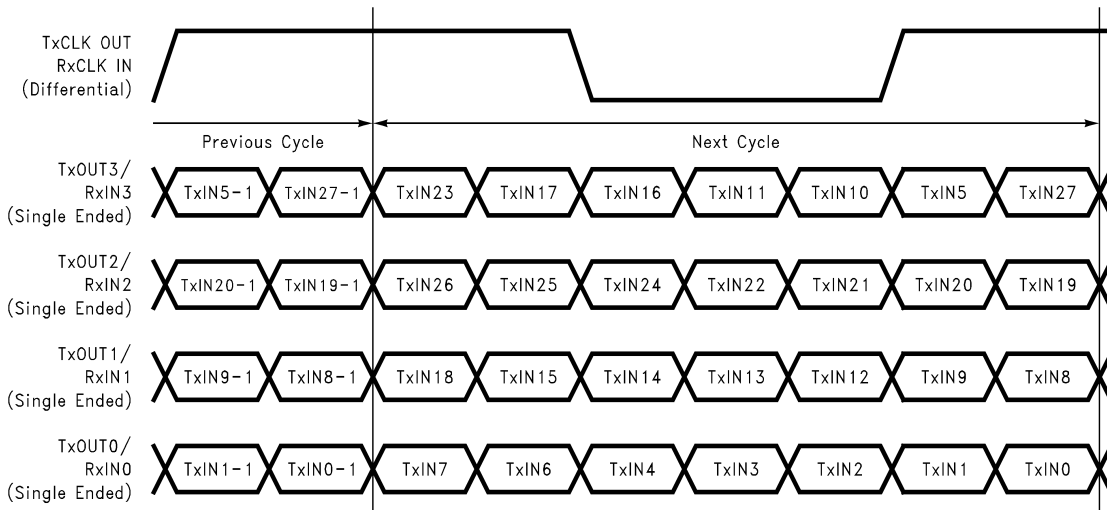 TxCLK OUT
RxCLK IN
(Differential)
Previous Cycle
Next Cycle
TxOUT3/
RxIN3
(Single Ended)
TxIN5-1 TxIN27-1 TxIN23 TxIN17 TxIN16 TxIN11 TxIN10 TxIN5 TxIN27
TxOUT2/
RxIN2
(Single Ended)
TxIN20-1 TxIN19-1 TxIN26 TxIN25 TxIN24 TxIN22 TxIN21 TxIN20 TxIN19
TxOUT1/
RxIN1
(Single Ended)
TxIN9-1 TxIN8-1 TxIN18 TxIN15 TxIN14 TxIN13 TxIN12 TxIN9 TxIN8
TxOUT0/
RxIN0
(Single Ended)
TxIN1-1 TxIN0-1 TxIN7 TxIN6 TxIN4 TxIN3 TxIN2 TxIN1 TxIN0